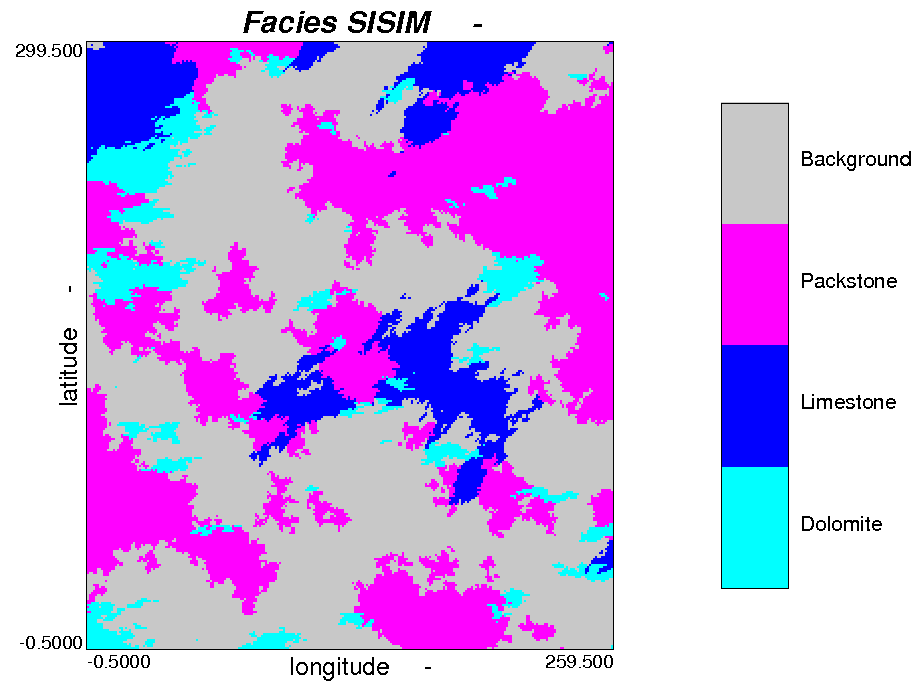 Facies SISIM -
299.500
Background
Packstone
latitude -
Limestone
Dolomite
-0.5000
-0.5000 259.500
longitude -